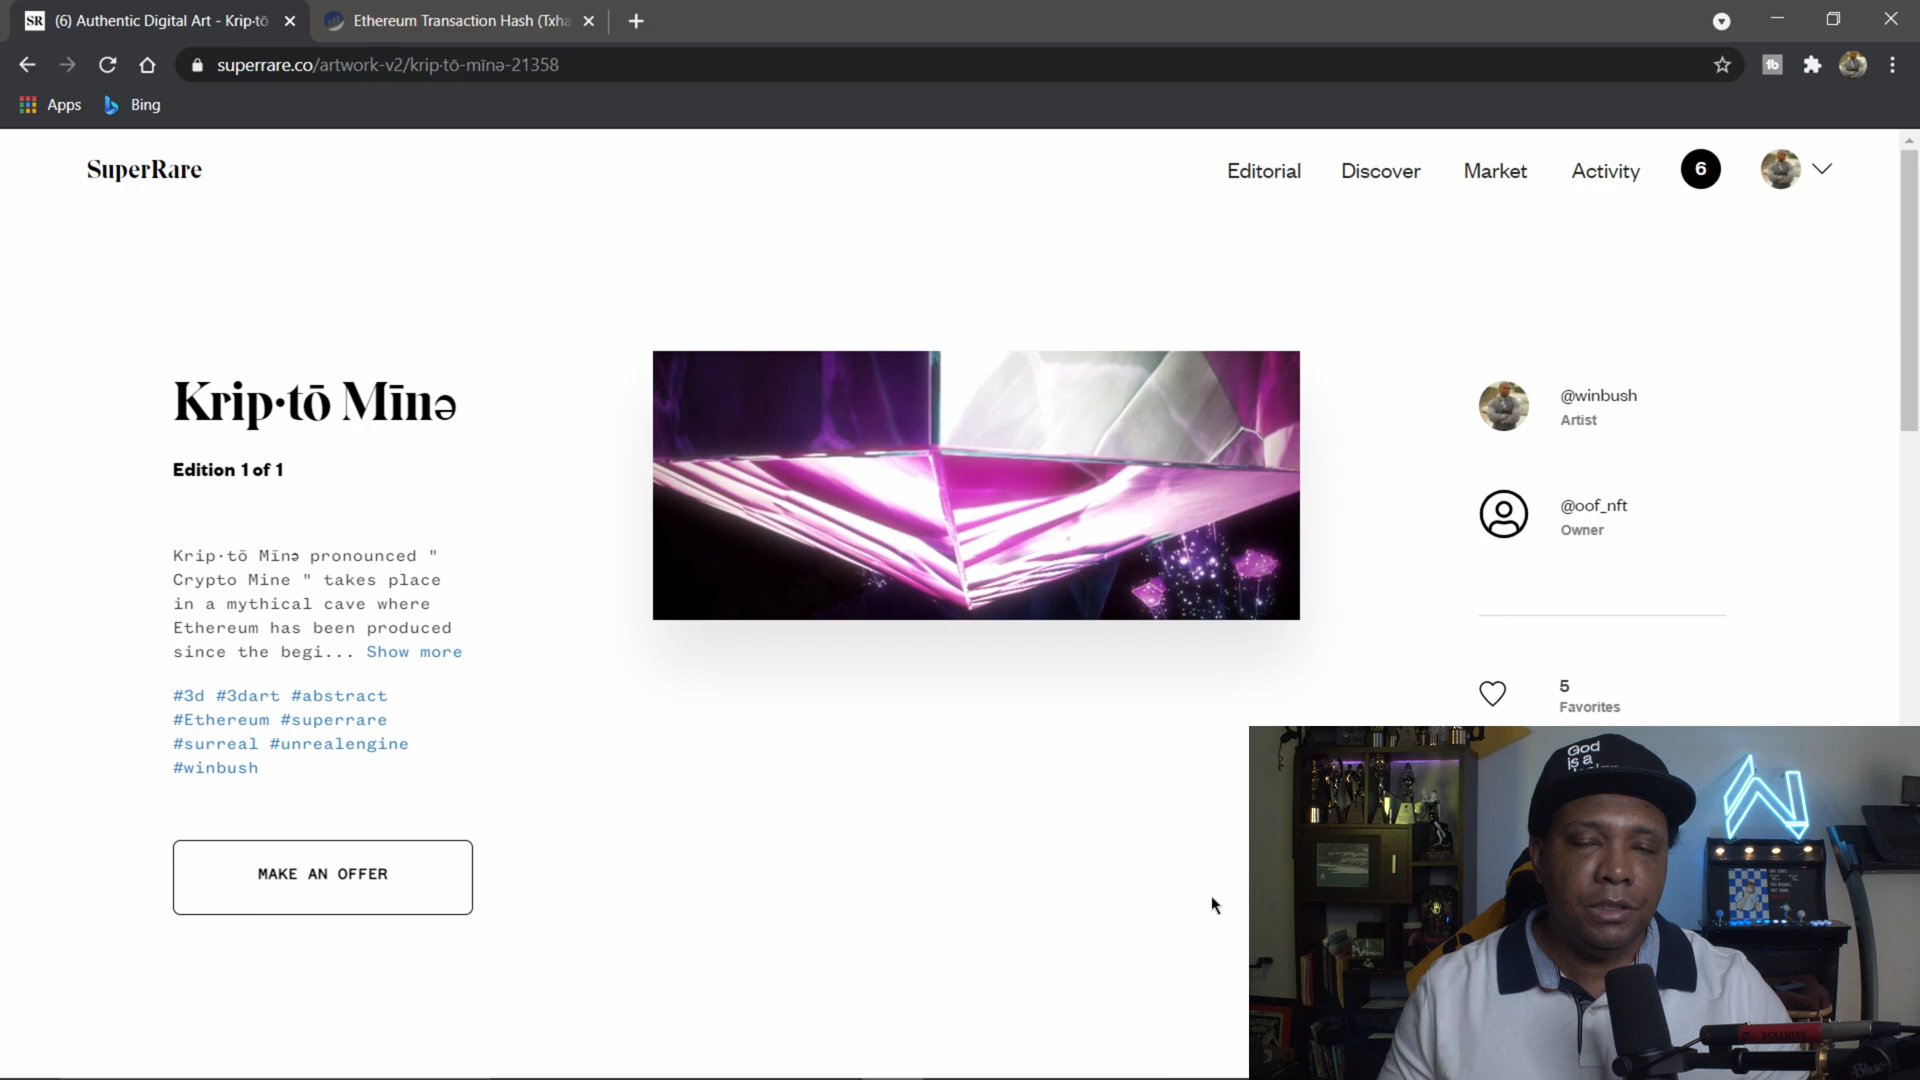 SR (6) Authentic Digital Art - Krip·tō
Ethereum Transaction Hash (Txha
superrare.co/artwork-v2/krip·tō-mīnə-21358
Apps
Bing
SuperRare
Editorial
Discover
Market
Activity
6
Krip·tō Mīnə
Edition 1 of 1
Krip·tō Mīnə pronounced "
Crypto Mine " takes place
in a mythical cave where
Ethereum has been produced
since the begi... Show more
#3d #3dart #abstract
#Ethereum #superrare
#surreal #unrealengine
#winbush
MAKE AN OFFER
@winbush
Artist
@oof_nft
Owner
5
Favorites
God
is a